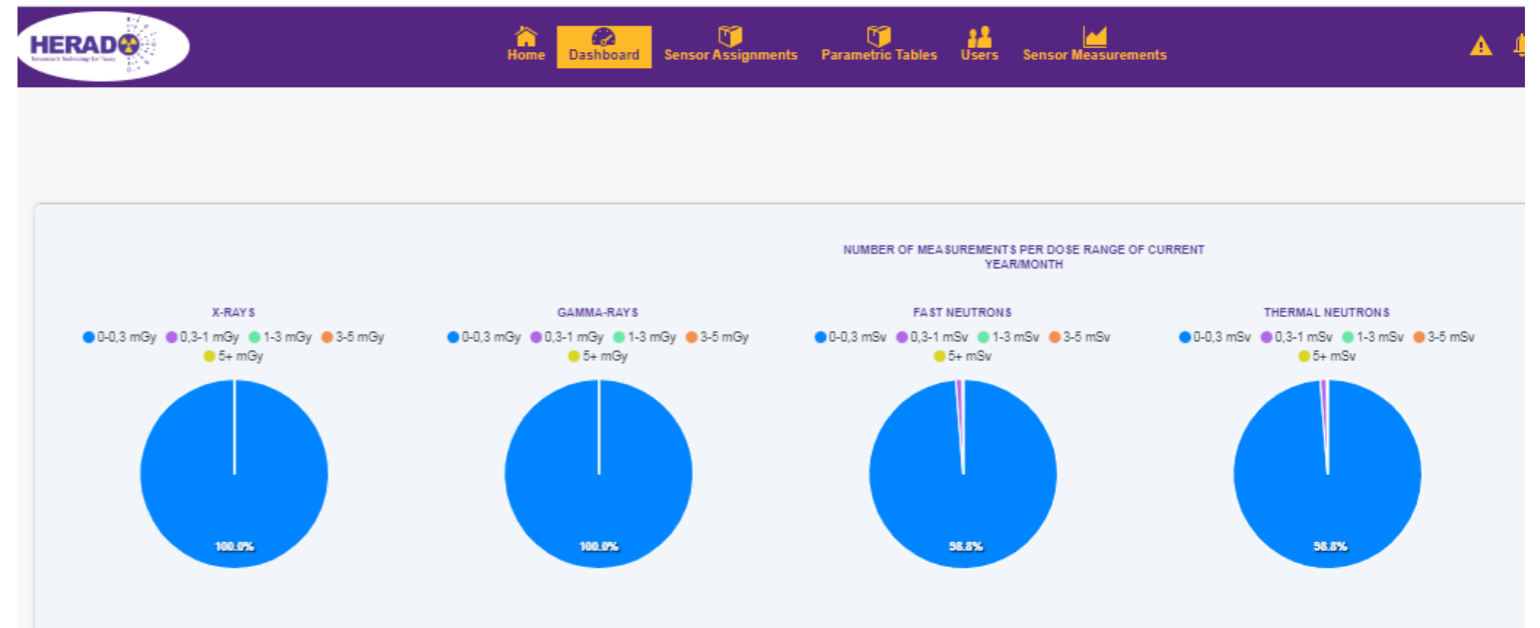 HERADO
Tomorrow's Technology for Today
Home
Dashboard
Sensor Assignments
Parametric Tables
Users
Sensor Measurements
NUMBER OF MEASUREMENTS PER DOSE RANGE OF CURRENT
YEAR/MONTH
X-RAYS
0-0,3 mGy 0,3-1 mGy 1-3 mGy 3-5 mGy
5+ mGy
100.0%
GAMMA-RAYS
0-0,3 mGy 0,3-1 mGy 1-3 mGy 3-5 mGy
5+ mGy
100.0%
FAST NEUTRONS
0-0,3 mSv 0,3-1 mSv 1-3 mSv 3-5 mSv
5+ mSv
98.8%
THERMAL NEUTRONS
0-0,3 mSv 0,3-1 mSv 1-3 mSv 3-5 mSv
5+ mSv
98.8%